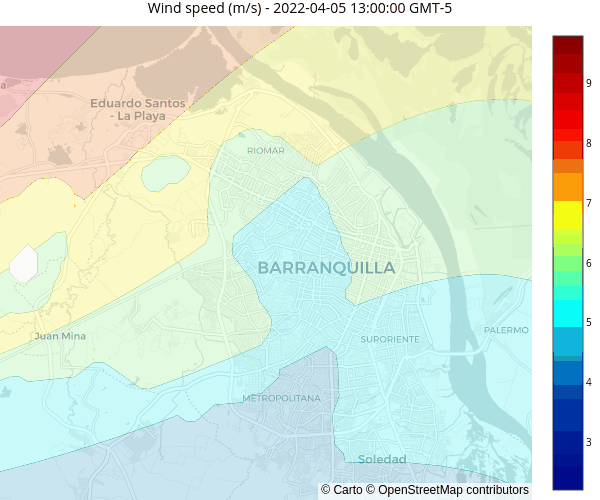 Wind speed (m/s) - 2022-04-05 13:00:00 GMT-5
a
Eduardo Santos
- La Playa
RIOMAR
BARRANQUILLA
Juan Mina
SURORIENTE
PALERMO
METROPOLITANA
Soledad
© Carto © OpenStreetMap contributors
9
8
7
6
5
4
3